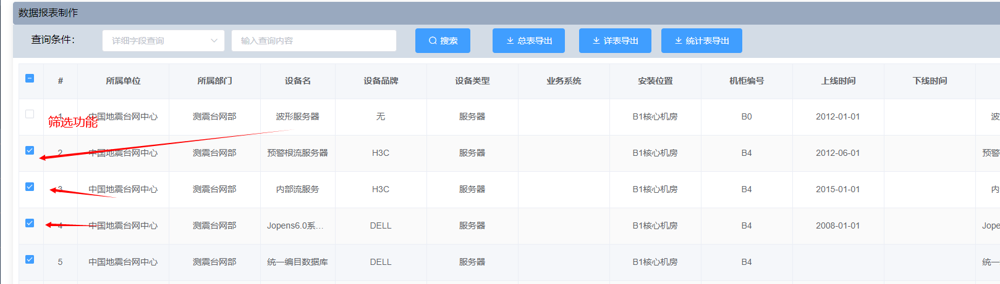 数据报表制作
查询条件: 详细字段查询 输入查询内容 搜索 总表导出 详表导出 统计表导出
# 所属单位 所属部门 设备名 设备品牌 设备类型 业务系统 安装位置 机柜编号 上线时间 下线时间
1 中国地震台网中心 测震台网部 波形服务器 无 服务器 B1核心机房 B0 2012-01-01 波
筛选功能
2 中国地震台网中心 测震台网部 预警根流服务器 H3C 服务器 B1核心机房 B4 2012-06-01 预警
3 中国地震台网中心 测震台网部 内部流服务 H3C 服务器 B1核心机房 B4 2015-01-01 内
4 中国地震台网中心 测震台网部 Jopens6.0系... DELL 服务器 B1核心机房 B4 2008-01-01 Jope
5 中国地震台网中心 测震台网部 统一编目数据库 DELL 服务器 B1核心机房 B4 统一